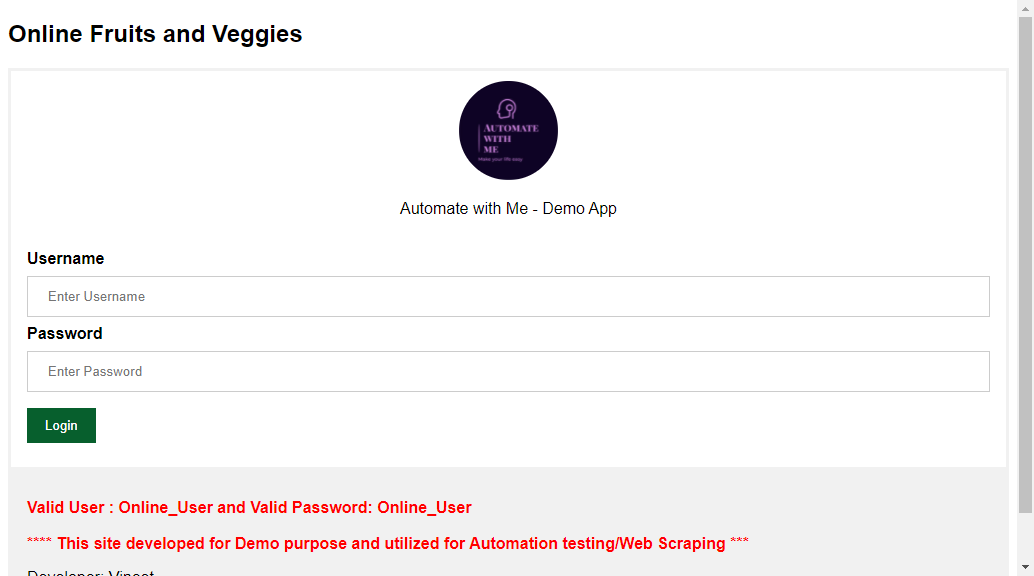 Online Fruits and Veggies
AUTOMATE
WITH
ME
Make your life easy
Automate with Me - Demo App
Username
Enter Username
Password
Enter Password
Login
Valid User : Online_User and Valid Password: Online_User
**** This site developed for Demo purpose and utilized for Automation testing/Web Scraping ***
Developer: Vineet